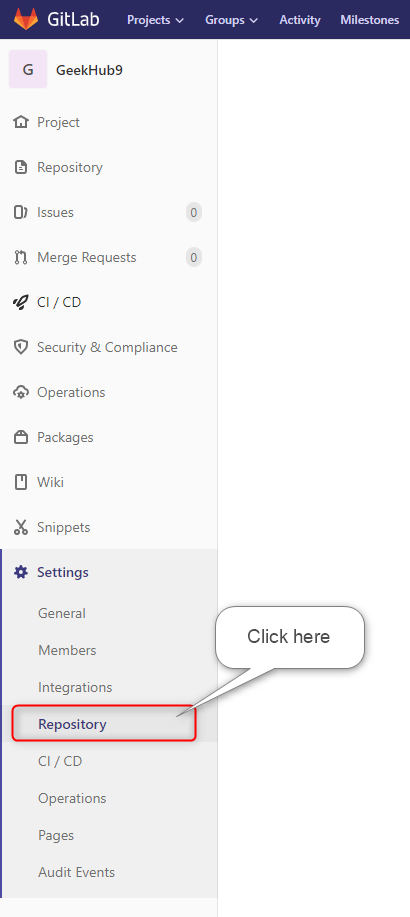 GitLab Projects Groups Activity Milestones
G GeekHub9
Project
Repository
Issues 0
Merge Requests 0
CI / CD
Security & Compliance
Operations
Packages
Wiki
Snippets
Settings
General
Click here
Members
Integrations
Repository
CI / CD
Operations
Pages
Audit Events